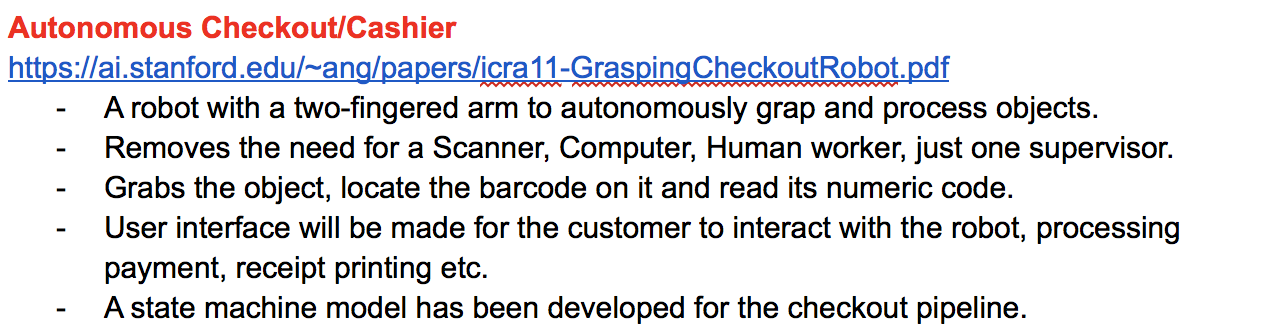 Autonomous Checkout/Cashier
https://ai.stanford.edu/~ang/papers/icra11-GraspingCheckoutRobot.pdf
- A robot with a two-fingered arm to autonomously grap and process objects.
- Removes the need for a Scanner, Computer, Human worker, just one supervisor.
- Grabs the object, locate the barcode on it and read its numeric code.
- User interface will be made for the customer to interact with the robot, processing
payment, receipt printing etc.
- A state machine model has been developed for the checkout pipeline.